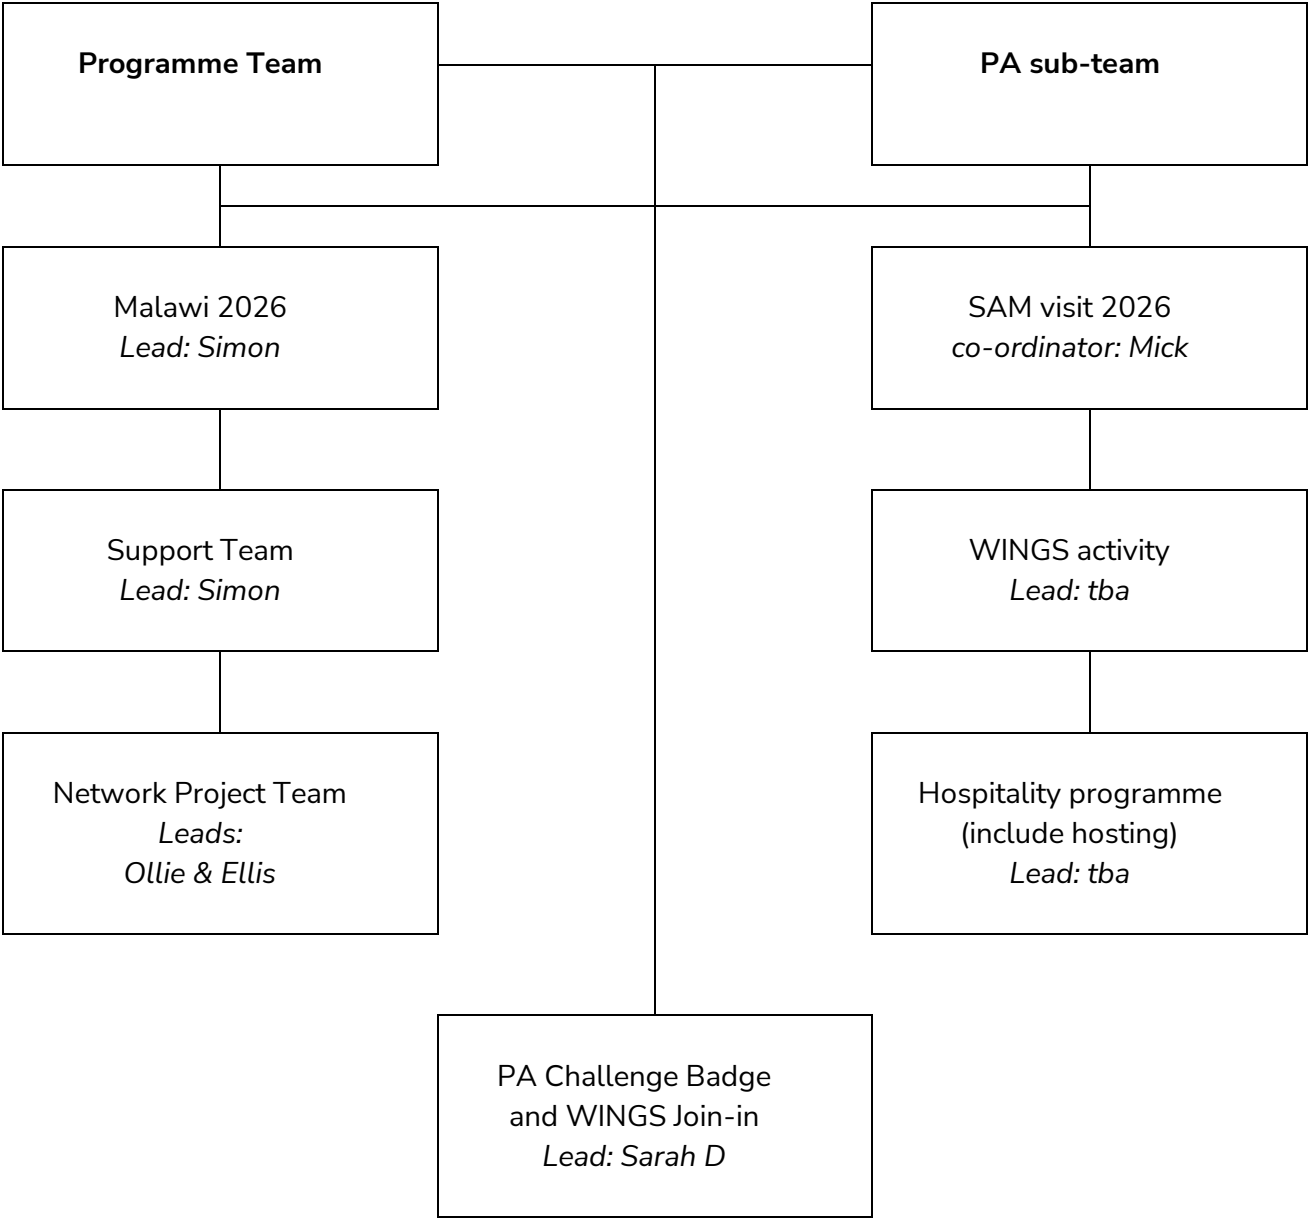 Programme Team
PA sub-team
Malawi 2026
Lead: Simon
SAM visit 2026
co-ordinator: Mick
Support Team
Lead: Simon
WINGS activity
Lead: tba
Network Project Team
Leads:
Ollie & Ellis
Hospitality programme
(include hosting)
Lead: tba
PA Challenge Badge
and WINGS Join-in
Lead: Sarah D